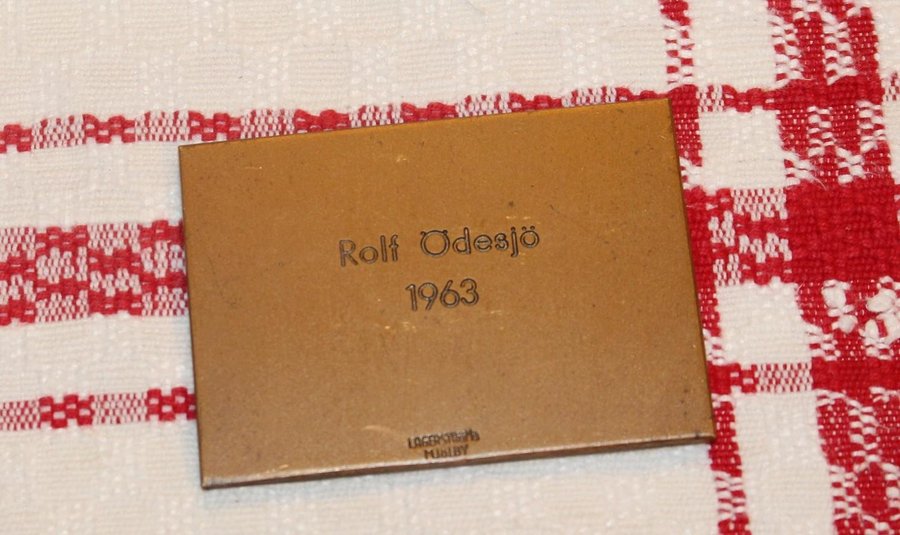 Rolf Ödesjö
1963
LAGERSTRÖMS
MJÖLBY